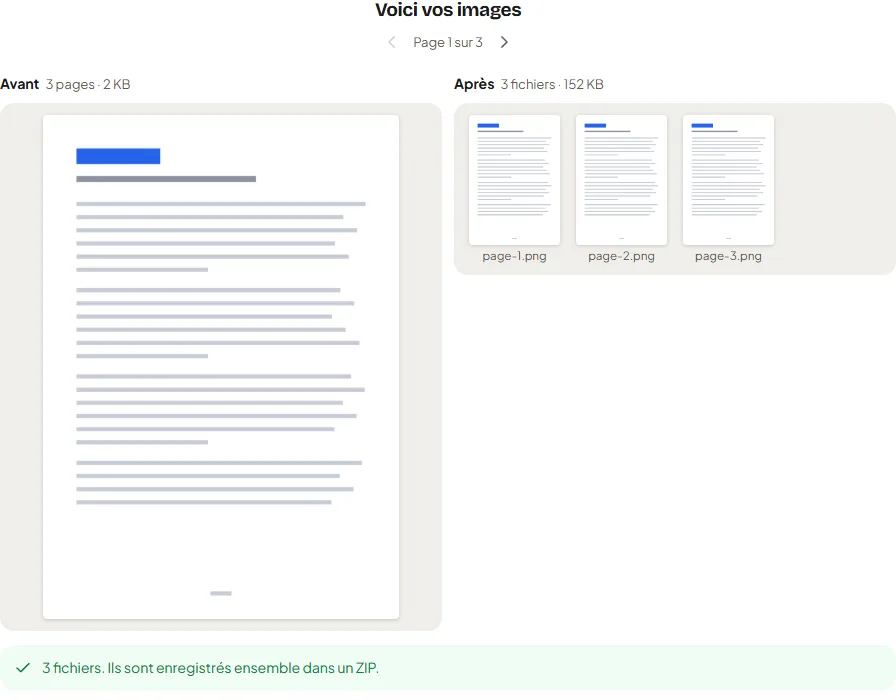 Voici vos images
Page 1 sur 3
Avant 3 pages · 2 KB
Après 3 fichiers · 152 KB
page-1.png
page-2.png
page-3.png
3 fichiers. Ils sont enregistrés ensemble dans un ZIP.